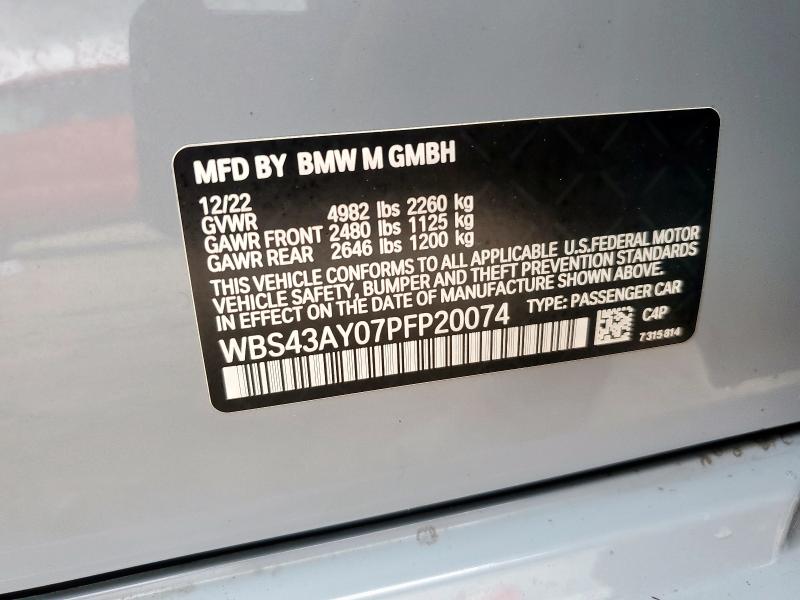 MFD BY BMW M GMBH
12/22
GVWR 4982 lbs 2260 kg
GAWR FRONT 2480 lbs 1125 kg
GAWR REAR 2646 lbs 1200 kg
THIS VEHICLE CONFORMS TO ALL APPLICABLE U.S.FEDERAL MOTOR
VEHICLE SAFETY, BUMPER AND THEFT PREVENTION STANDARDS
IN EFFECT ON THE DATE OF MANUFACTURE SHOWN ABOVE.
WBS43AY07PFP20074 TYPE: PASSENGER CAR
C4P
7315814